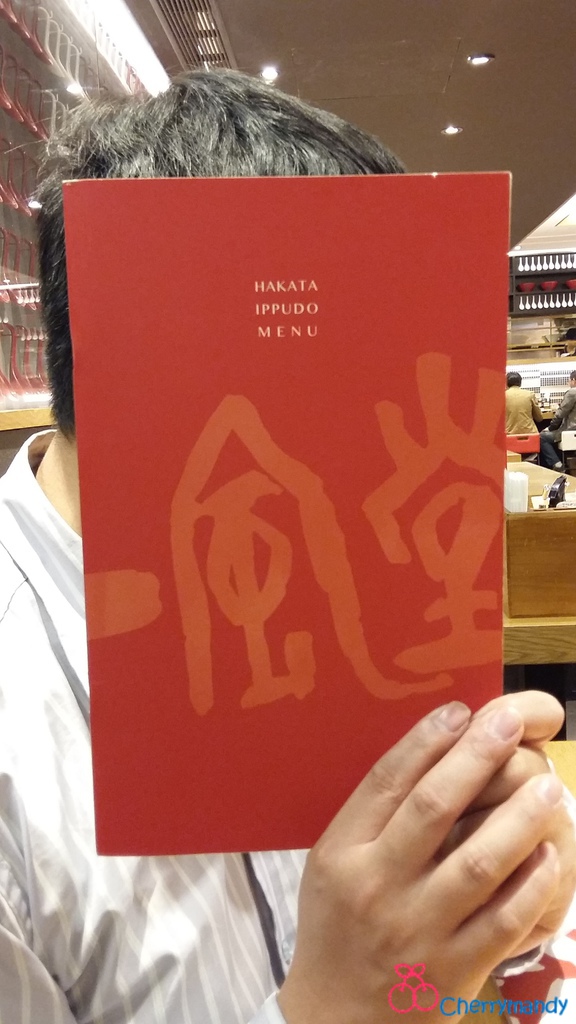 HAKATA
IPPUDO
MENU
一風堂
Cherrymandy